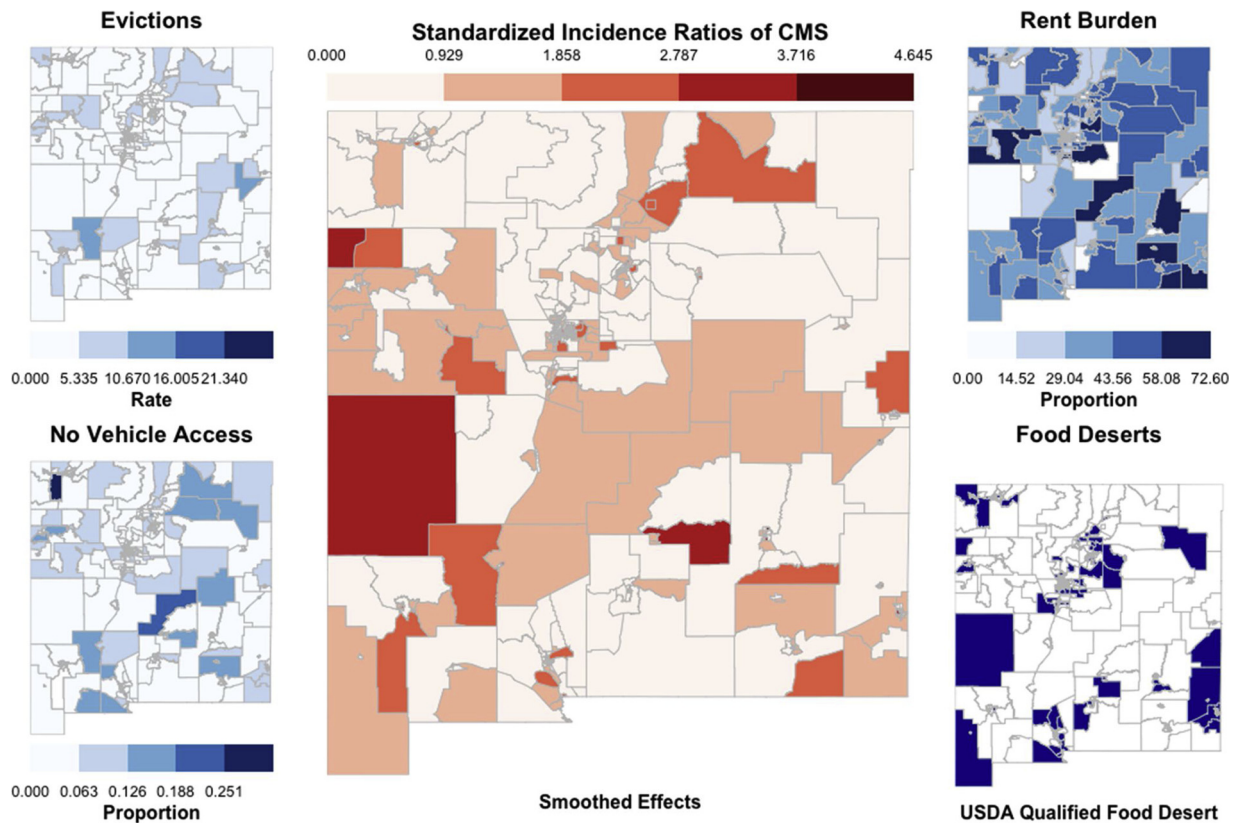 Evictions
Standardized Incidence Ratios of CMS
Rent Burden
0.000 0.929 1.858 2.787 3.716 4.645
0.000 5.335 10.670 16.005 21.340
Rate
0.00 14.52 29.04 43.56 58.08 72.60
Proportion
No Vehicle Access
Food Deserts
0.000 0.063 0.126 0.188 0.251
Proportion
Smoothed Effects
USDA Qualified Food Desert